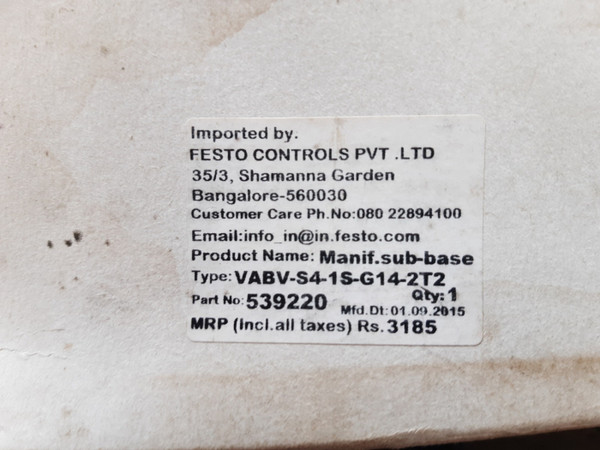 Imported by.
FESTO CONTROLS PVT .LTD
35/3, Shamanna Garden
Bangalore-560030
Customer Care Ph.No:080 22894100
Email:info_in@in.festo.com
Product Name: Manif.sub-base
Type: VABV-S4-1S-G14-2T2
Part No: 539220 Qty: 1
Mfd.Dt: 01.09.2015
MRP (Incl.all taxes) Rs. 3185